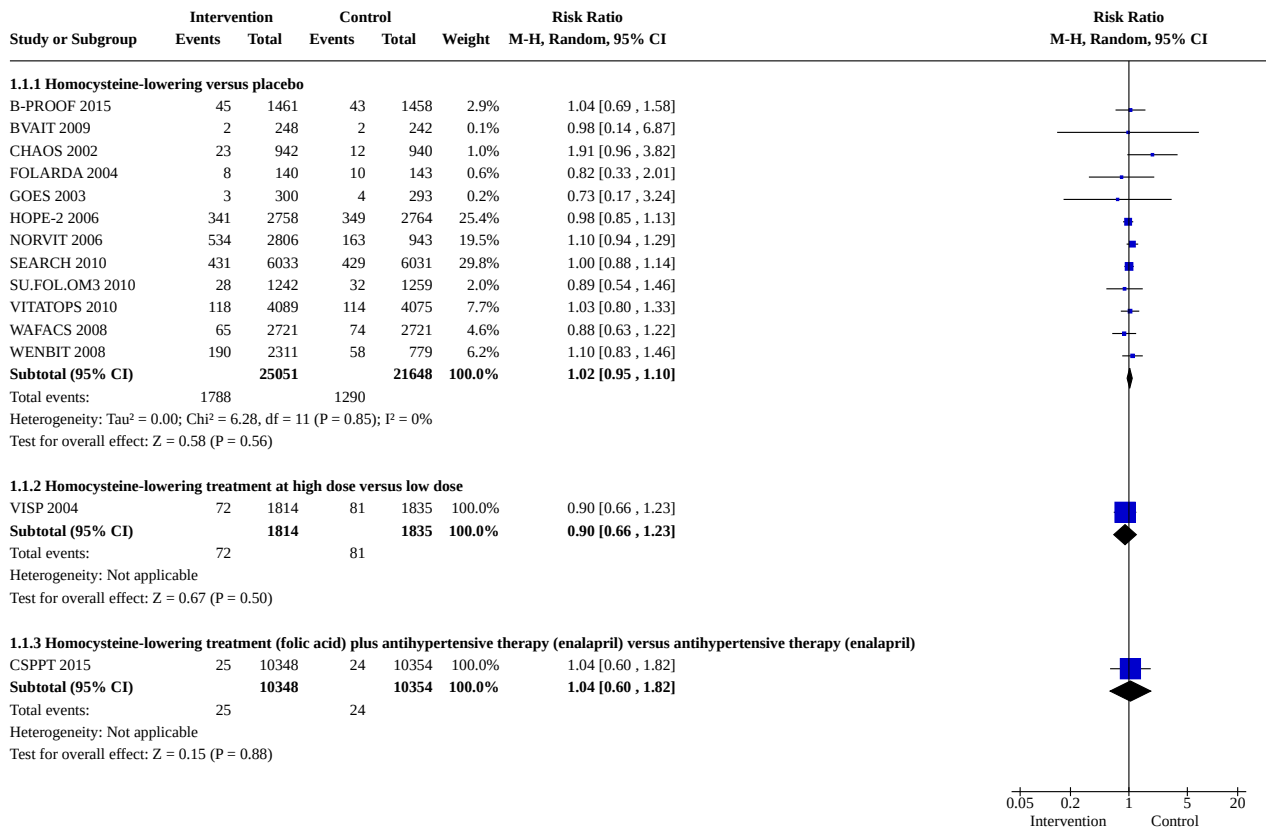 Intervention Control Risk Ratio Risk Ratio
Study or Subgroup Events Total Events Total Weight M-H, Random, 95% CI M-H, Random, 95% CI
1.1.1 Homocysteine-lowering versus placebo
B-PROOF 2015 45 1461 43 1458 2.9% 1.04 [0.69 , 1.58]
BVAIT 2009 2 248 2 242 0.1% 0.98 [0.14 , 6.87]
CHAOS 2002 23 942 12 940 1.0% 1.91 [0.96 , 3.82]
FOLARDA 2004 8 140 10 143 0.6% 0.82 [0.33 , 2.01]
GOES 2003 3 300 4 293 0.2% 0.73 [0.17 , 3.24]
HOPE-2 2006 341 2758 349 2764 25.4% 0.98 [0.85 , 1.13]
NORVIT 2006 534 2806 163 943 19.5% 1.10 [0.94 , 1.29]
SEARCH 2010 431 6033 429 6031 29.8% 1.00 [0.88 , 1.14]
SU.FOL.OM3 2010 28 1242 32 1259 2.0% 0.89 [0.54 , 1.46]
VITATOPS 2010 118 4089 114 4075 7.7% 1.03 [0.80 , 1.33]
WAFACS 2008 65 2721 74 2721 4.6% 0.88 [0.63 , 1.22]
WENBIT 2008 190 2311 58 779 6.2% 1.10 [0.83 , 1.46]
Subtotal (95% CI) 25051 21648 100.0% 1.02 [0.95 , 1.10]
Total events: 1788 1290
Heterogeneity: Tau² = 0.00; Chi² = 6.28, df = 11 (P = 0.85); I² = 0%
Test for overall effect: Z = 0.58 (P = 0.56)
1.1.2 Homocysteine-lowering treatment at high dose versus low dose
VISP 2004 72 1814 81 1835 100.0% 0.90 [0.66 , 1.23]
Subtotal (95% CI) 1814 1835 100.0% 0.90 [0.66 , 1.23]
Total events: 72 81
Heterogeneity: Not applicable
Test for overall effect: Z = 0.67 (P = 0.50)
1.1.3 Homocysteine-lowering treatment (folic acid) plus antihypertensive therapy (enalapril) versus antihypertensive therapy (enalapril)
CSPPT 2015 25 10348 24 10354 100.0% 1.04 [0.60 , 1.82]
Subtotal (95% CI) 10348 10354 100.0% 1.04 [0.60 , 1.82]
Total events: 25 24
Heterogeneity: Not applicable
Test for overall effect: Z = 0.15 (P = 0.88)
0.05 0.2 1 5 20
Intervention Control